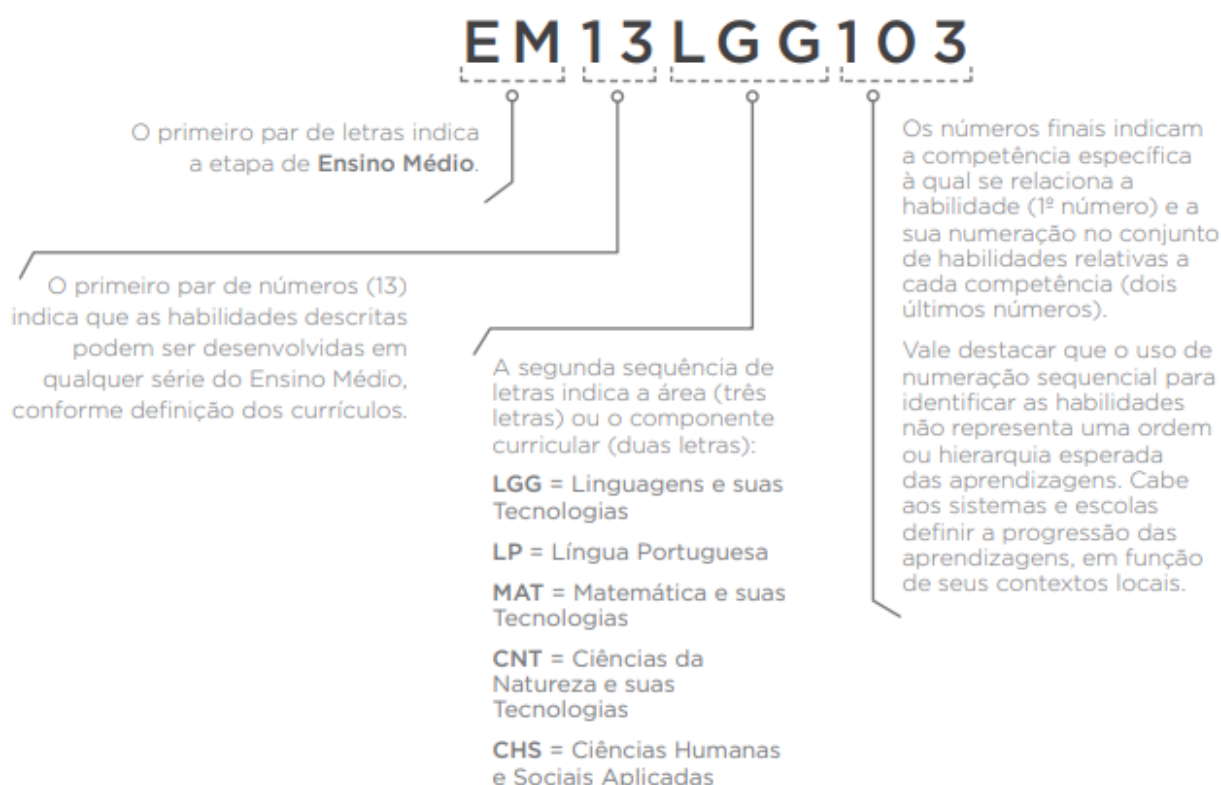 EM13LGG103
O primeiro par de letras indica
a etapa de Ensino Médio.
O primeiro par de números (13)
indica que as habilidades descritas
podem ser desenvolvidas em
qualquer série do Ensino Médio,
conforme definição dos currículos.
A segunda sequência de
letras indica a área (três
letras) ou o componente
curricular (duas letras):
LGG = Linguagens e suas
Tecnologias
LP = Língua Portuguesa
MAT = Matemática e suas
Tecnologias
CNT = Ciências da
Natureza e suas
Tecnologias
CHS = Ciências Humanas
e Sociais Aplicadas
Os números finais indicam
a competência específica
à qual se relaciona a
habilidade (1º número) e a
sua numeração no conjunto
de habilidades relativas a
cada competência (dois
últimos números).
Vale destacar que o uso de
numeração sequencial para
identificar as habilidades
não representa uma ordem
ou hierarquia esperada
das aprendizagens. Cabe
aos sistemas e escolas
definir a progressão das
aprendizagens, em função
de seus contextos locais.